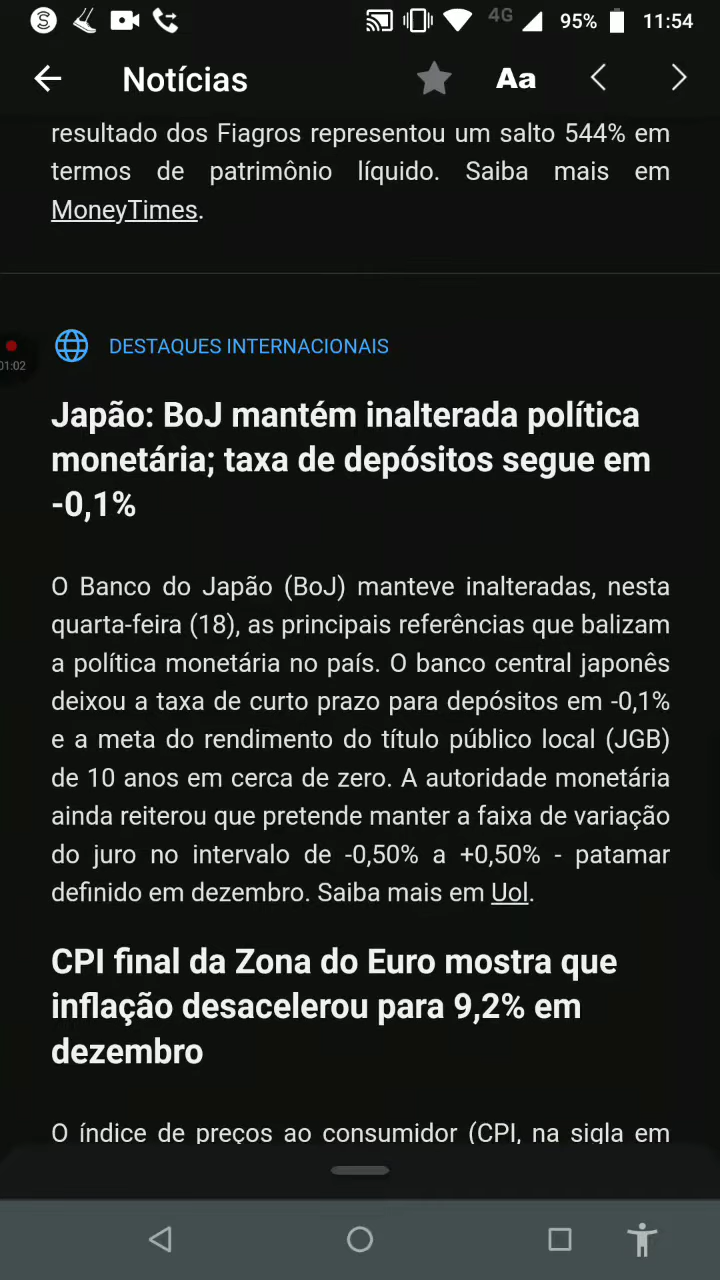 4G 95% 11:54
Notícias Aa
resultado dos Fiagros representou um salto 544% em
termos de patrimônio líquido. Saiba mais em
MoneyTimes.
DESTAQUES INTERNACIONAIS
01:02
Japão: BoJ mantém inalterada política
monetária; taxa de depósitos segue em
-0,1%
O Banco do Japão (BoJ) manteve inalteradas, nesta
quarta-feira (18), as principais referências que balizam
a política monetária no país. O banco central japonês
deixou a taxa de curto prazo para depósitos em -0,1%
e a meta do rendimento do título público local (JGB)
de 10 anos em cerca de zero. A autoridade monetária
ainda reiterou que pretende manter a faixa de variação
do juro no intervalo de -0,50% a +0,50% - patamar
definido em dezembro. Saiba mais em Uol.
CPI final da Zona do Euro mostra que
inflação desacelerou para 9,2% em
dezembro
O índice de preços ao consumidor (CPI, na sigla em